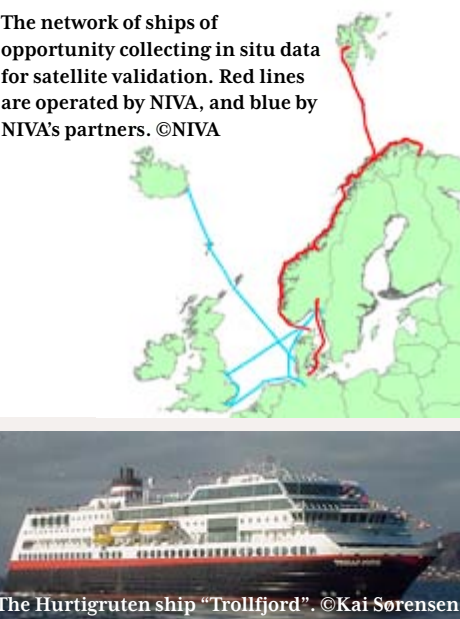 The network of ships of
opportunity collecting in situ data
for satellite validation. Red lines
are operated by NIVA, and blue by
NIVA's partners. ©NIVA
TROLLFJORD
The Hurtigruten ship “Trollfjord”. ©Kai Sørensen